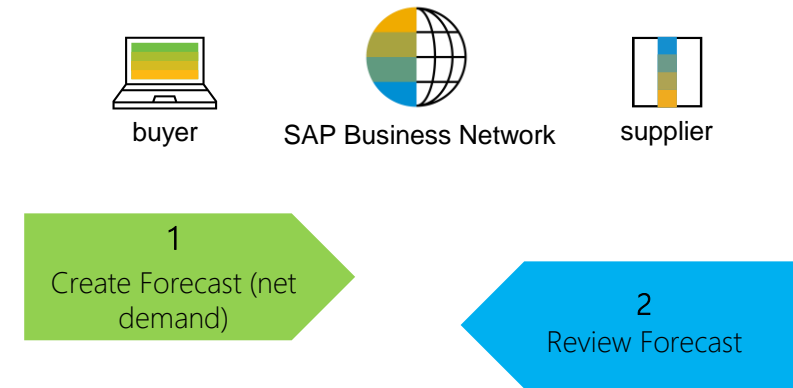 buyer
SAP Business Network
supplier
1
Create Forecast (net
demand)
2
Review Forecast